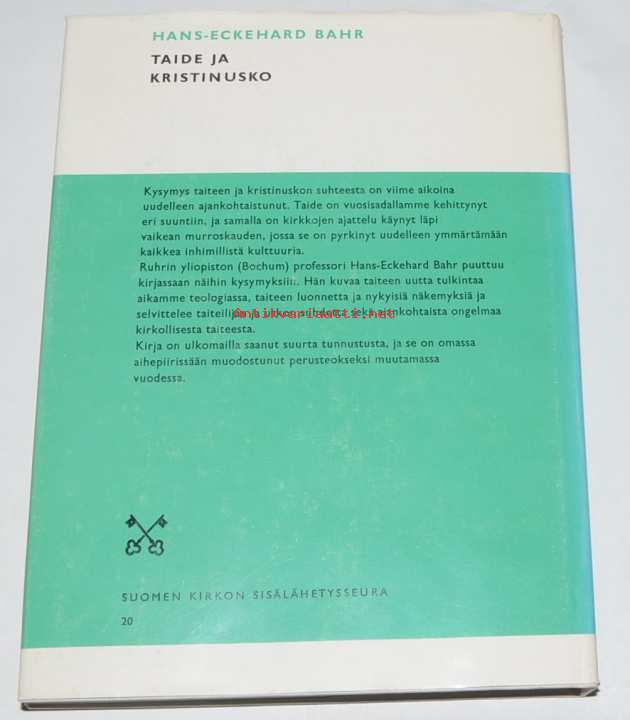 HANS-ECKEHARD BAHR
TAIDE JA
KRISTINUSKO
Kysymys taiteen ja kristinuskon suhteesta on viime aikoina
uudelleen ajankohtaistunut. Taide on vuosisadallamme kehittynyt
eri suuntiin, ja samalla on kirkkojen ajattelu käynyt läpi
vaikean murroskauden, jossa se on pyrkinyt uudelleen ymmärtämään
kaikkea inhimillistä kulttuuria.
Ruhrin yliopiston (Bochum) professori Hans-Eckehard Bahr puuttuu
kirjassaan näihin kysymyksiin. Hän kuvaa taiteen uutta tulkintaa
aikamme teologiassa, taiteen luonnetta ja nykyisiä näkemyksiä ja
selvittelee taiteilijan ja sekä ajankohtaista ongelmaa
kirkollisesta taiteesta.
Kirja on ulkomailla saanut suurta tunnustusta, ja se on omassa
aihepiirissään muodostunut perusteokseksi muutamassa
vuodessa.
SUOMEN KIRKON SISÄLÄHETYSSEURA
20